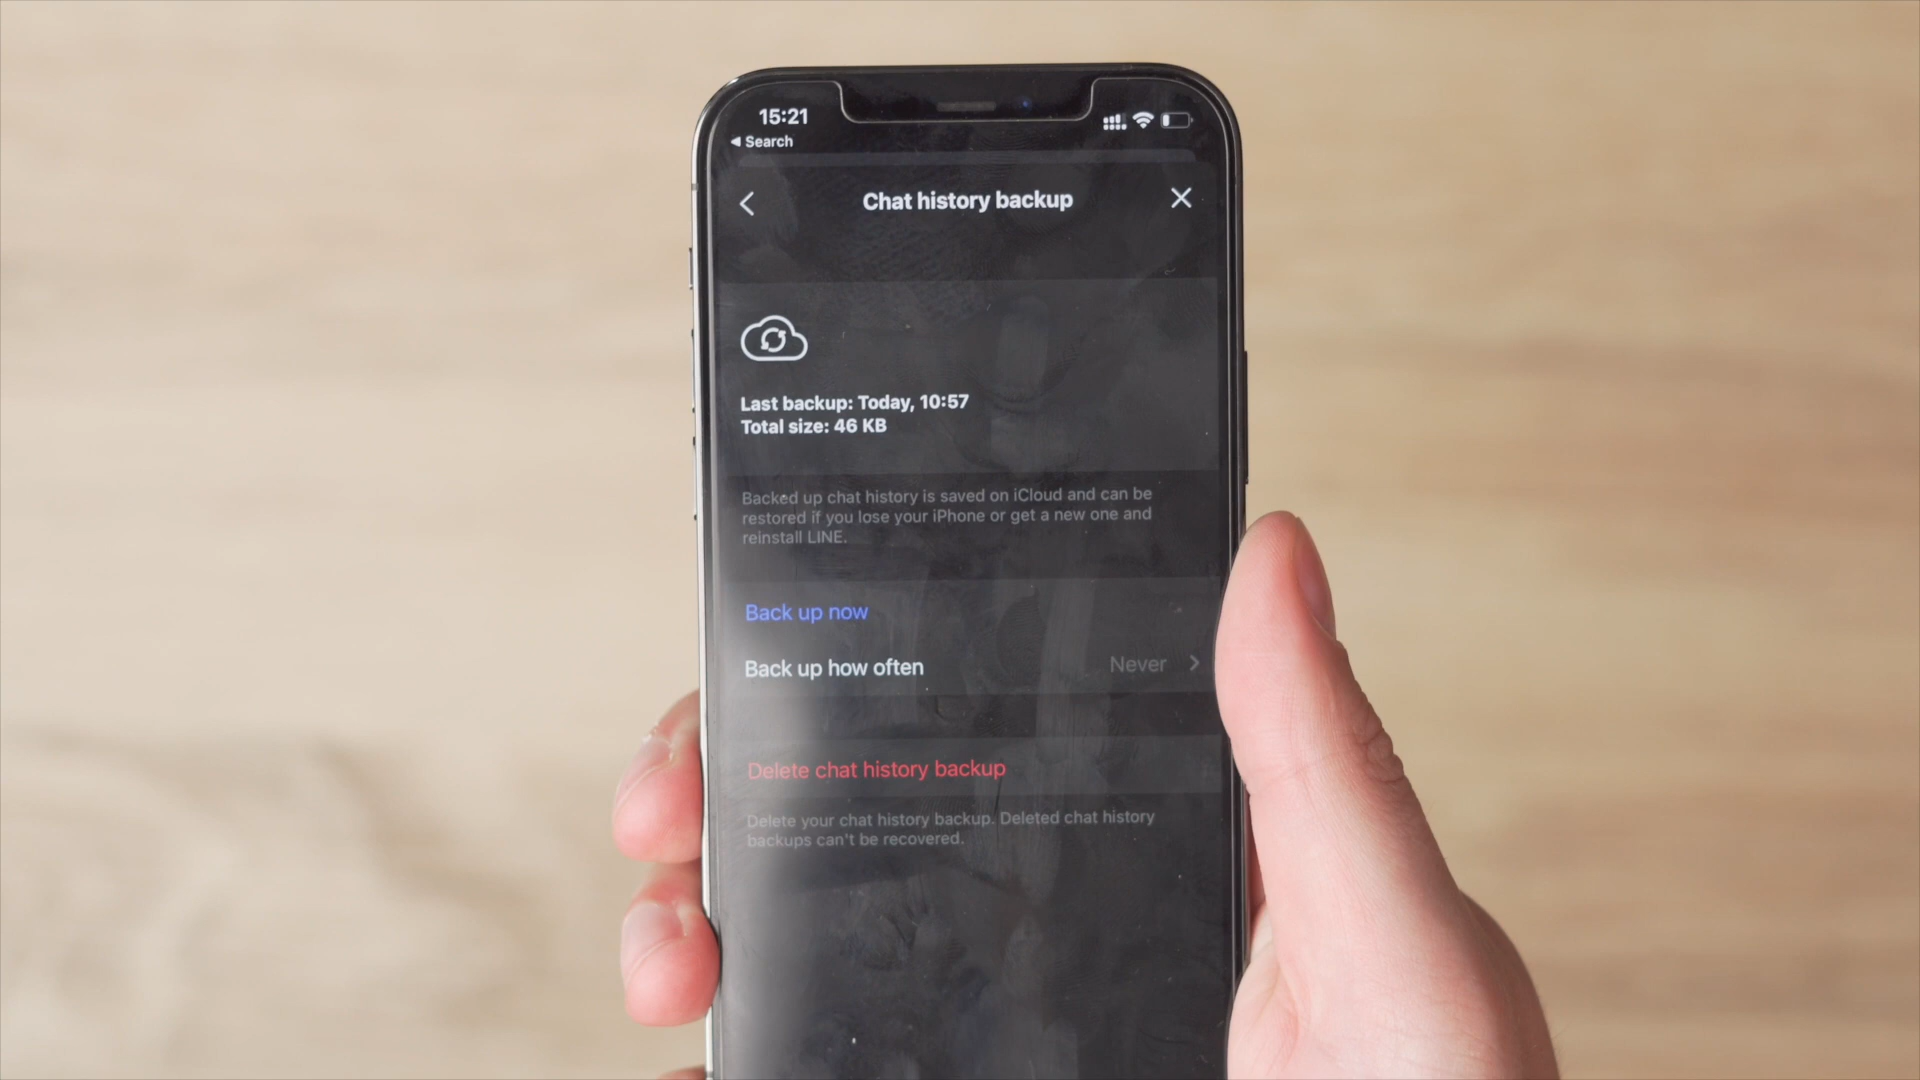 15:21
Search
Chat history backup
Last backup: Today, 10:57
Total size: 46 KB
Backed up chat history is saved on iCloud and can be
restored if you lose your iPhone or get a new one and
reinstall LINE.
Back up now
Back up how often Never
Delete chat history backup
Delete your chat history backup. Deleted chat history
backups can't be recovered.